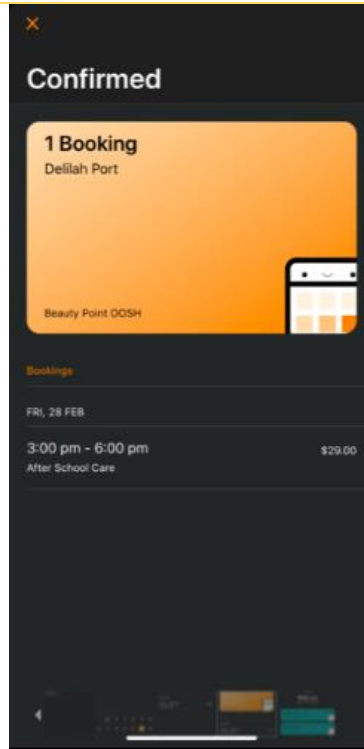 Confirmed
1 Booking
Delilah Port
Beauty Point OOSH
Bookings
FRI, 28 FEB
3:00 pm - 6:00 pm $29.00
After School Care